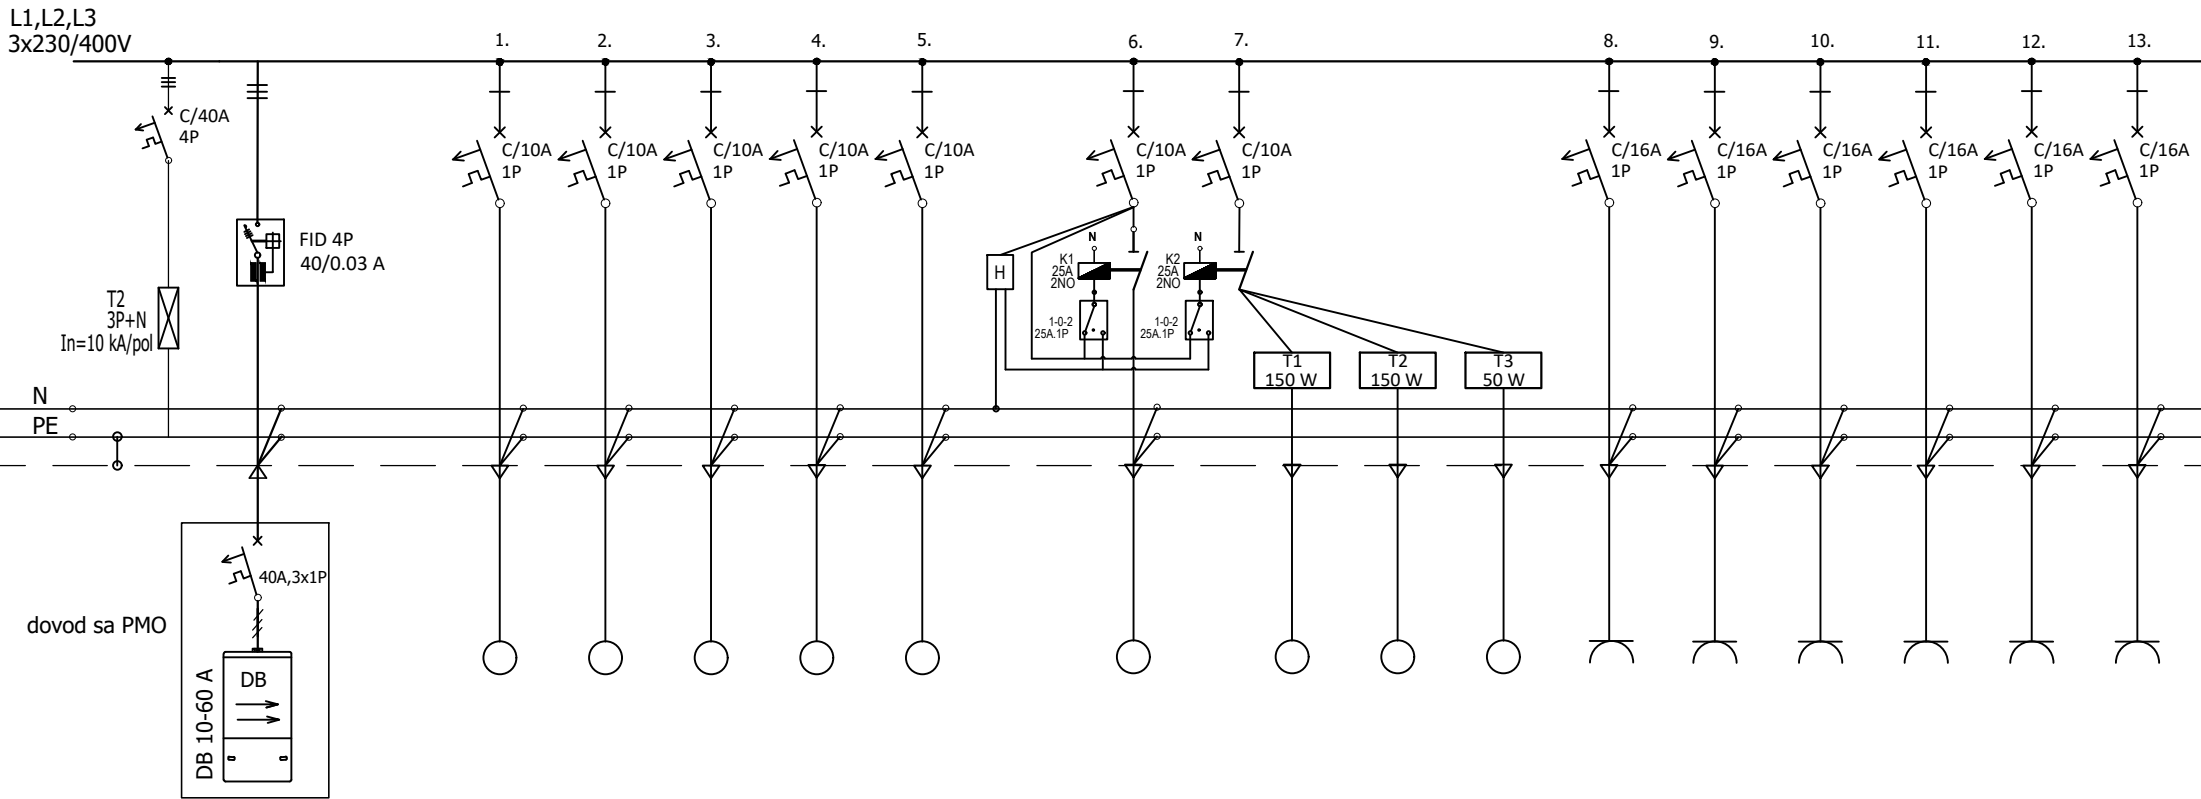 L1,L2,L3
3x230/400V
1.
2.
3.
4.
5.
6.
7.
8.
9.
10.
11.
12.
13.
C/40A
4P
C/10A
1P
C/10A
1P
C/10A
1P
C/10A
1P
C/10A
1P
C/10A
1P
C/10A
1P
C/16A
1P
C/16A
1P
C/16A
1P
C/16A
1P
C/16A
1P
C/16A
1P
FID 4P
40/0.03 A
T2
3P+N
In=10 kA/pol
H
N
K1
25A
2NO
1-0-2
25A.1P
N
K2
25A
2NO
1-0-2
25A.1P
T1
150 W
T2
150 W
T3
50 W
N
PE
40A,3x1P
dovod sa PMO
DB 10-60 A
DB